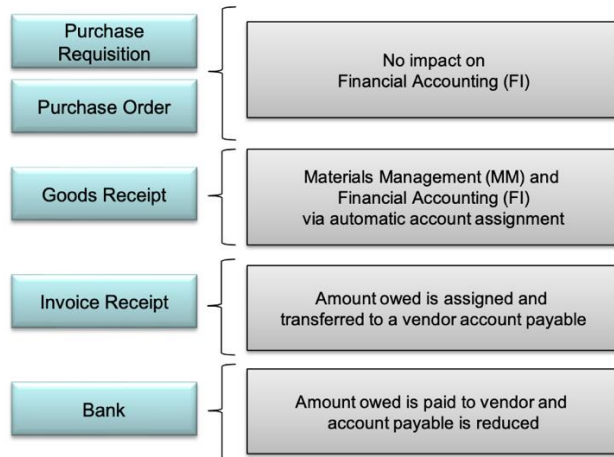 Purchase
Requisition
Purchase Order
No impact on
Financial Accounting (FI)
Goods Receipt
Materials Management (MM) and
Financial Accounting (FI)
via automatic account assignment
Invoice Receipt
Amount owed is assigned and
transferred to a vendor account payable
Bank
Amount owed is paid to vendor and
account payable is reduced